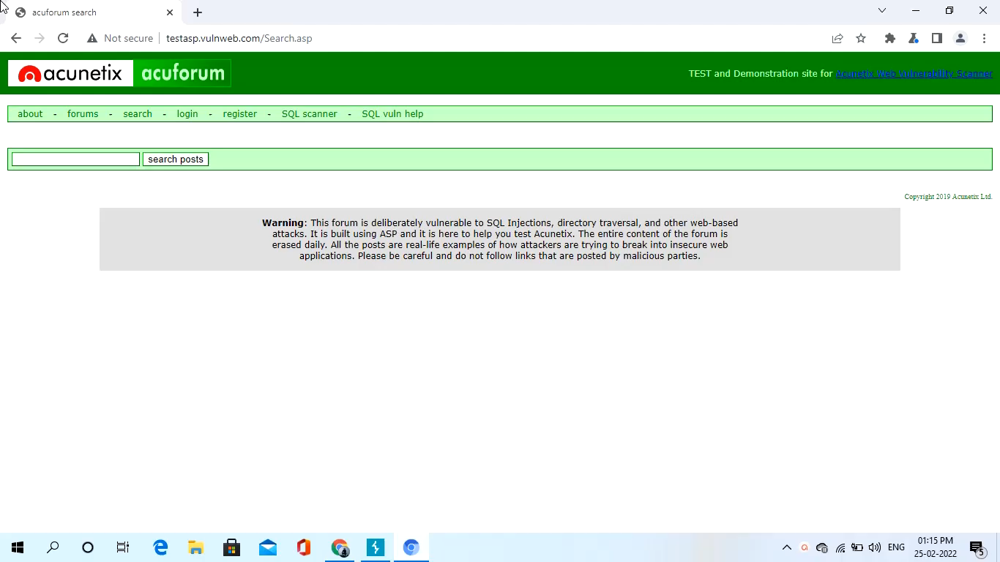 acuforum search
Not secure testasp.vulnweb.com/Search.asp
acunetix acuforum
TEST and Demonstration site for Acunetix Web Vulnerability Scanner
about - forums - search - login - register - SQL scanner - SQL vuln help
search posts
Copyright 2019 Acunetix Ltd.
Warning: This forum is deliberately vulnerable to SQL Injections, directory traversal, and other web-based
attacks. It is built using ASP and it is here to help you test Acunetix. The entire content of the forum is
erased daily. All the posts are real-life examples of how attackers are trying to break into insecure web
applications. Please be careful and do not follow links that are posted by malicious parties.
ENG
01:15 PM
25-02-2022
5